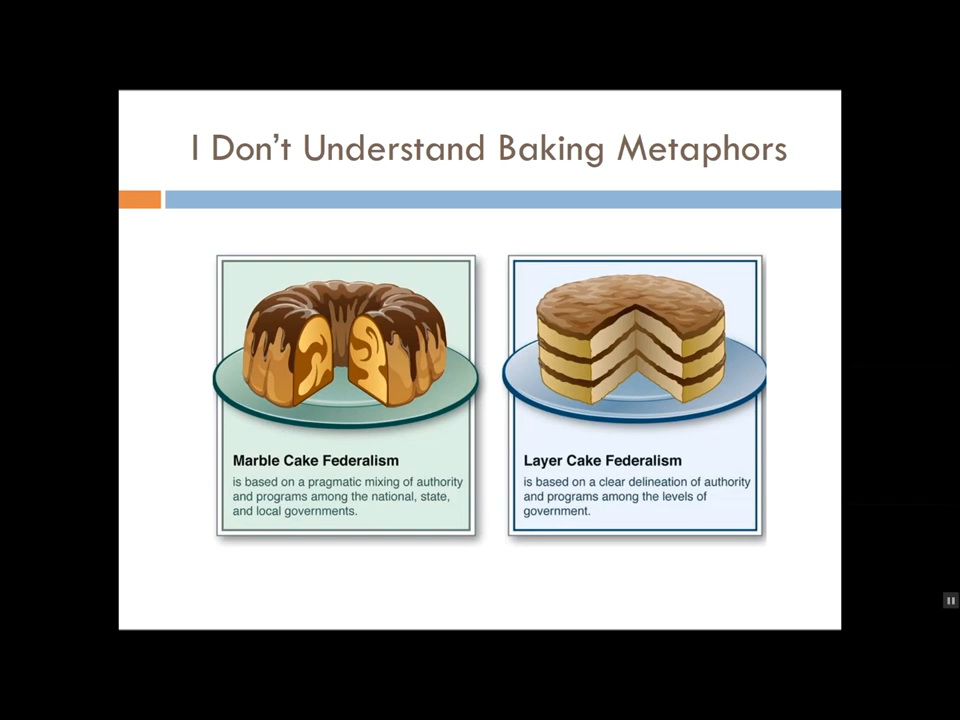 I Don't Understand Baking Metaphors
Marble Cake Federalism
is based on a pragmatic mixing of authority
and programs among the national, state,
and local governments.
Layer Cake Federalism
is based on a clear delineation of authority
and programs among the levels of
government.